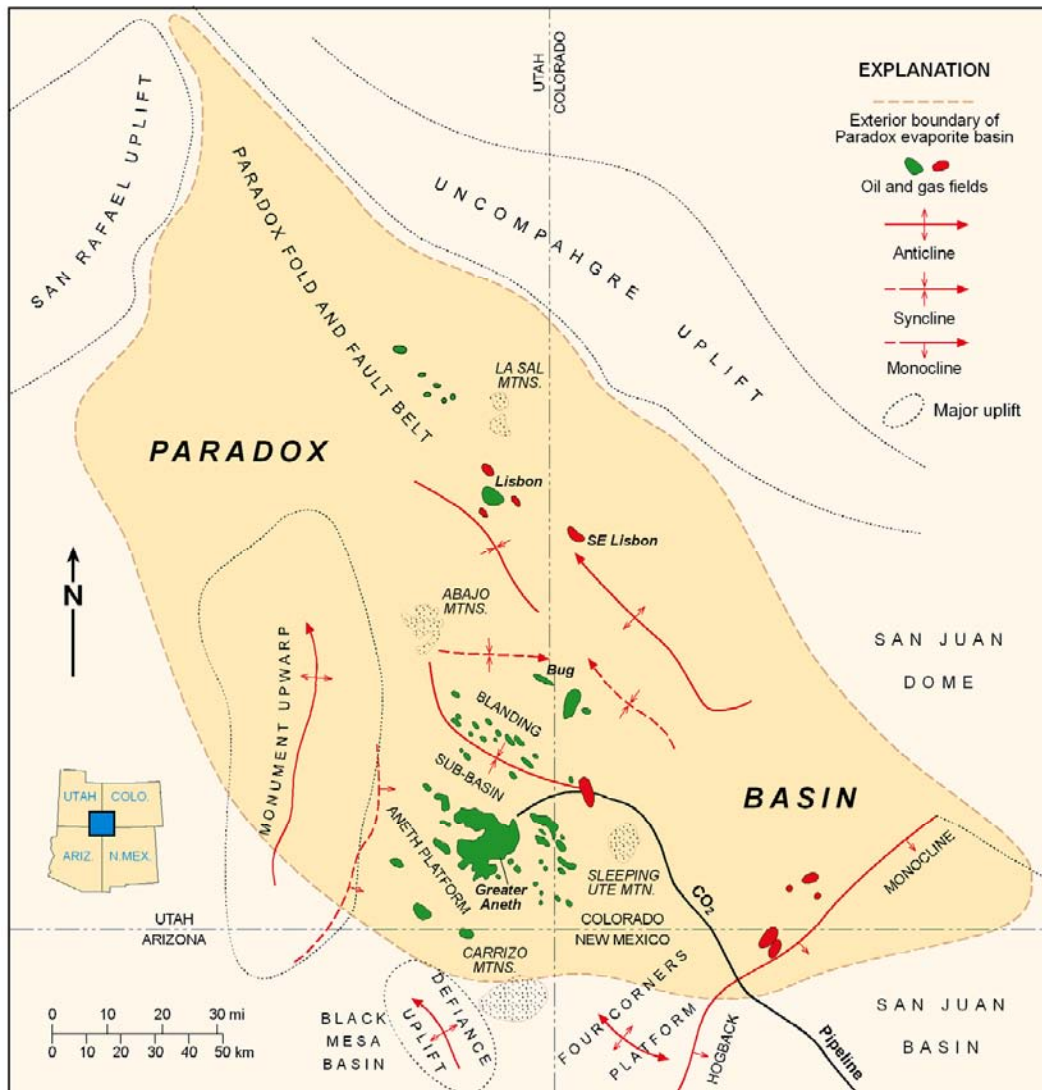 UTAH
COLORADO
EXPLANATION
Exterior boundary of
Paradox evaporite basin
Oil and gas fields
Anticline
Syncline
Monocline
Major uplift
SAN RAFAEL UPLIFT
PARADOX FOLD AND FAULT BELT
UNCOMPAHGRE UPLIFT
LA SAL
MTNS.
PARADOX
Lisbon
SE Lisbon
N
ABAJO
MTNS.
SAN JUAN
DOME
MONUMENT UPWARP
Bug
BLANDING
SUB-BASIN
BASIN
UTAH
COLO.
ARIZ.
N.MEX.
ANETH PLATFORM
Greater
Aneth
SLEEPING
UTE MTN.
MONOCLINE
CO2
UTAH
ARIZONA
COLORADO
NEW MEXICO
CARRIZO
MTNS.
DEFIANCE
UPLIFT
FOUR CORNERS
PLATFORM
HOGBACK
Pipeline
BLACK
MESA
BASIN
SAN JUAN
BASIN
0 10 20 30 mi
0 10 20 30 40 50 km